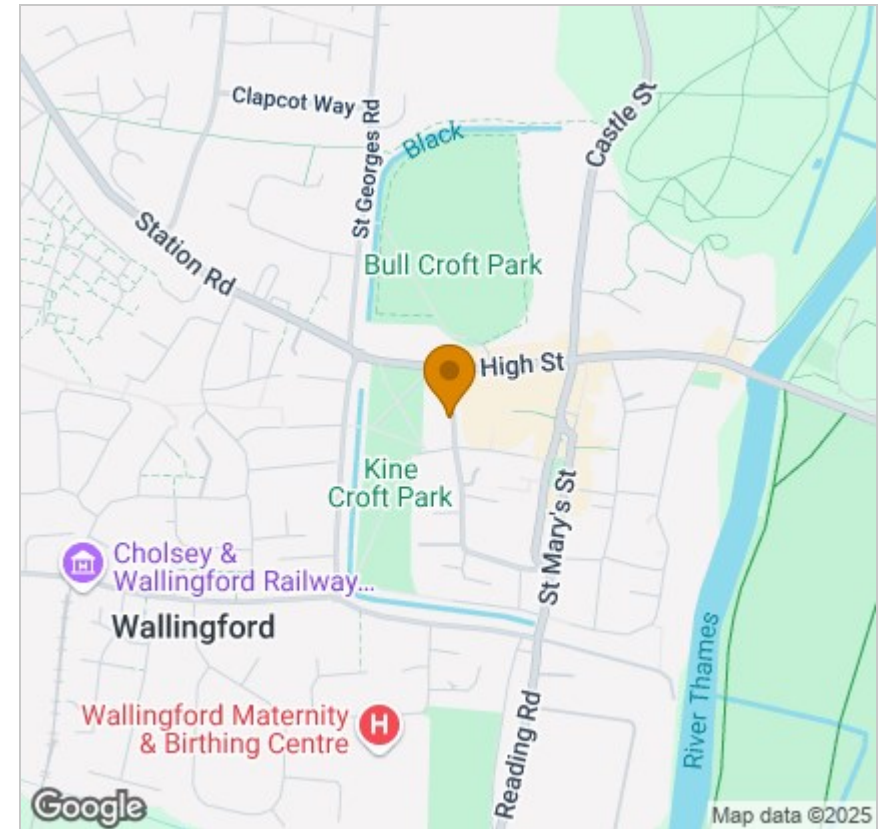 Clapcot Way
St Georges Rd
Black
Castle St
Station Rd
Bull Croft Park
High St
Kine
Croft Park
St Mary's St
Cholsey &
Wallingford Railway...
Wallingford
Wallingford Maternity
& Birthing Centre
H
Reading Rd
River Thames
Google
Map data ©2025